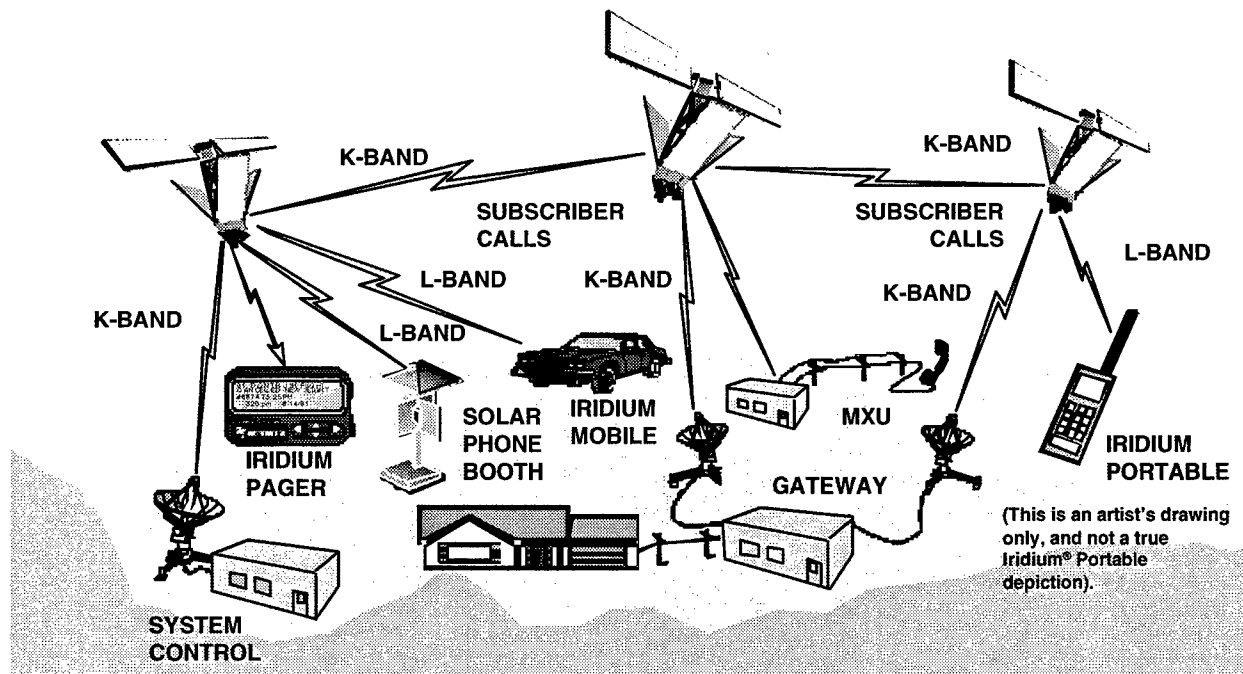 K-BAND
K-BAND
SUBSCRIBER
CALLS
SUBSCRIBER
CALLS
L-BAND
L-BAND
K-BAND
K-BAND
K-BAND
L-BAND
IRIDIUM
PAGER
SOLAR
PHONE
BOOTH
IRIDIUM
MOBILE
MXU
IRIDIUM
PORTABLE
GATEWAY
(This is an artist's drawing
only, and not a true
Iridium® Portable
depiction).
SYSTEM
CONTROL